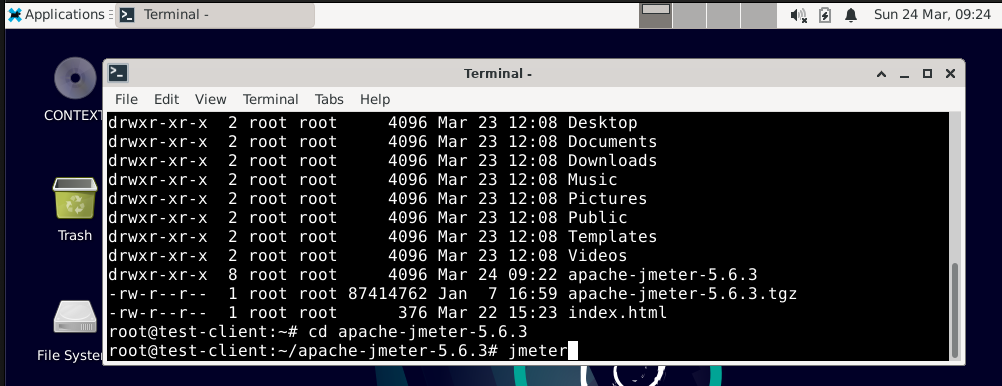 Applications
Terminal -
Sun 24 Mar, 09:24
Terminal -
File Edit View Terminal Tabs Help
CONTEXT
Trash
File System
drwxr-xr-x  2 root root     4096 Mar 23 12:08 Desktop
drwxr-xr-x  2 root root     4096 Mar 23 12:08 Documents
drwxr-xr-x  2 root root     4096 Mar 23 12:08 Downloads
drwxr-xr-x  2 root root     4096 Mar 23 12:08 Music
drwxr-xr-x  2 root root     4096 Mar 23 12:08 Pictures
drwxr-xr-x  2 root root     4096 Mar 23 12:08 Public
drwxr-xr-x  2 root root     4096 Mar 23 12:08 Templates
drwxr-xr-x  2 root root     4096 Mar 23 12:08 Videos
drwxr-xr-x  8 root root     4096 Mar 24 09:22 apache-jmeter-5.6.3
-rw-r--r--  1 root root 87414762 Jan  7 16:59 apache-jmeter-5.6.3.tgz
-rw-r--r--  1 root root      376 Mar 22 15:23 index.html
root@test-client:~# cd apache-jmeter-5.6.3
root@test-client:~/apache-jmeter-5.6.3# jmeter